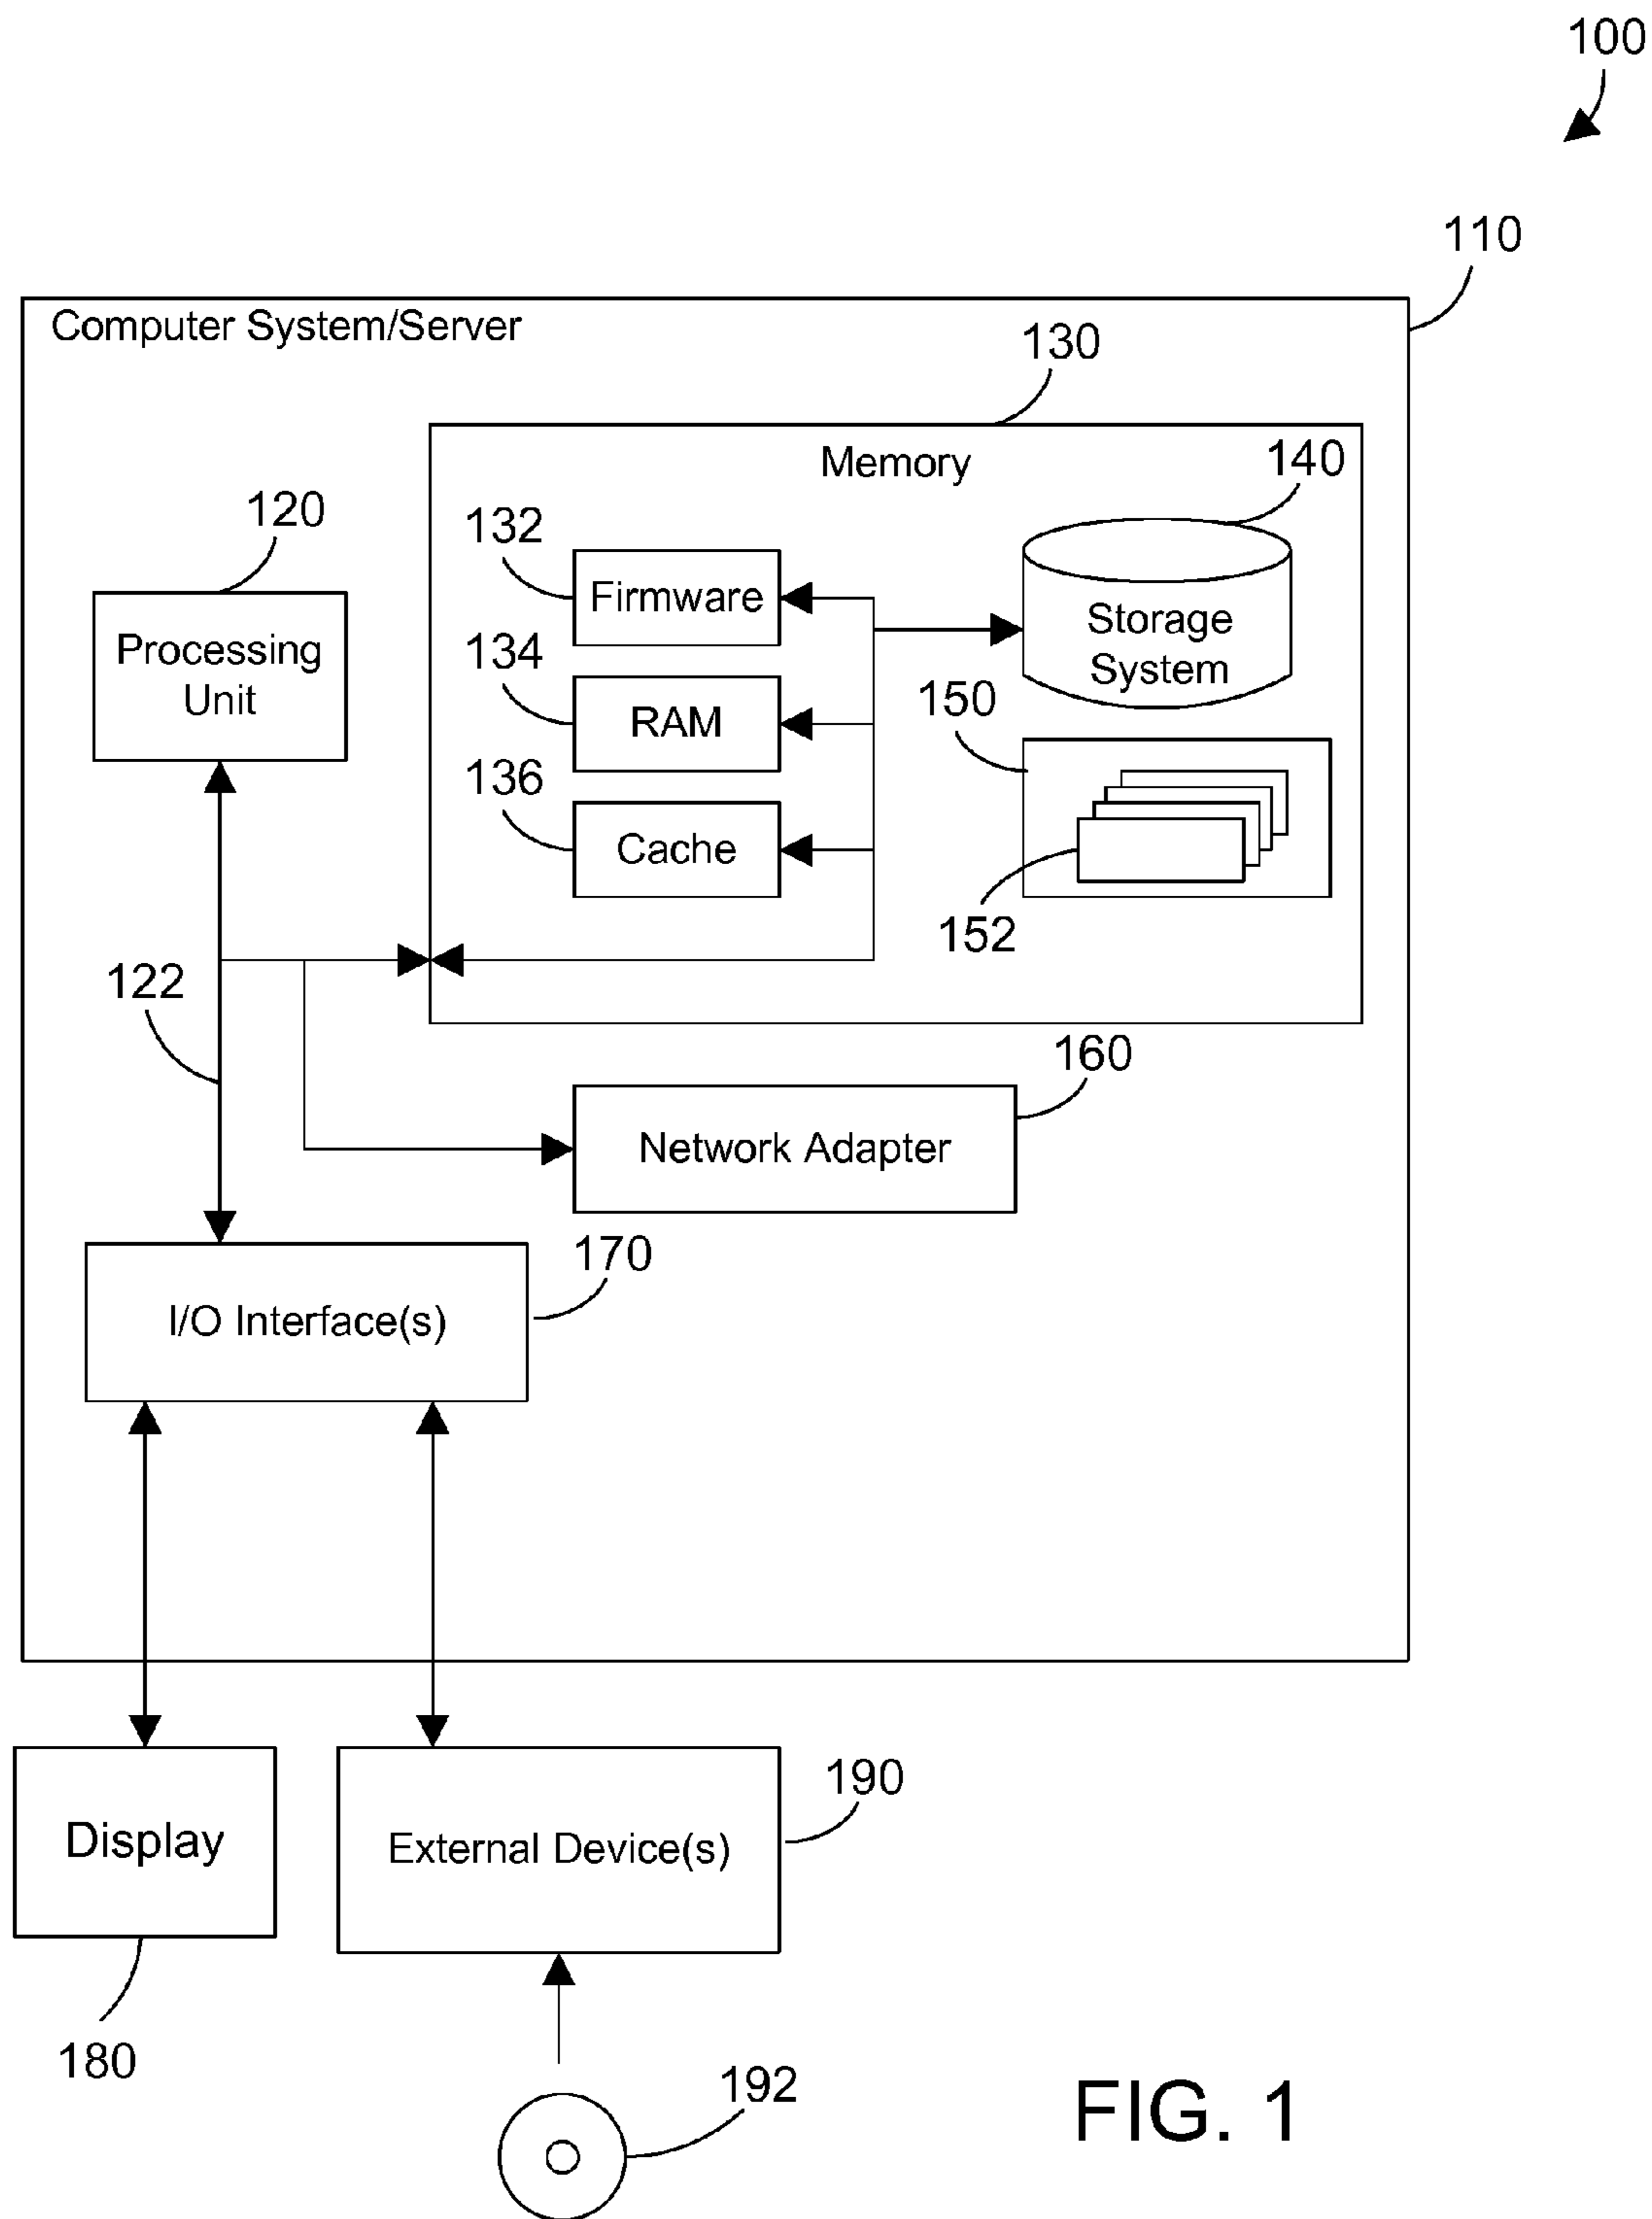 100
110
Computer System/Server
130
Memory
140
120
132
Firmware
Processing
Unit
Storage
System
134
RAM
150
136
Cache
152
122
160
Network Adapter
170
I/O Interface(s)
190
Display
External Device(s)
180
192
FIG. 1